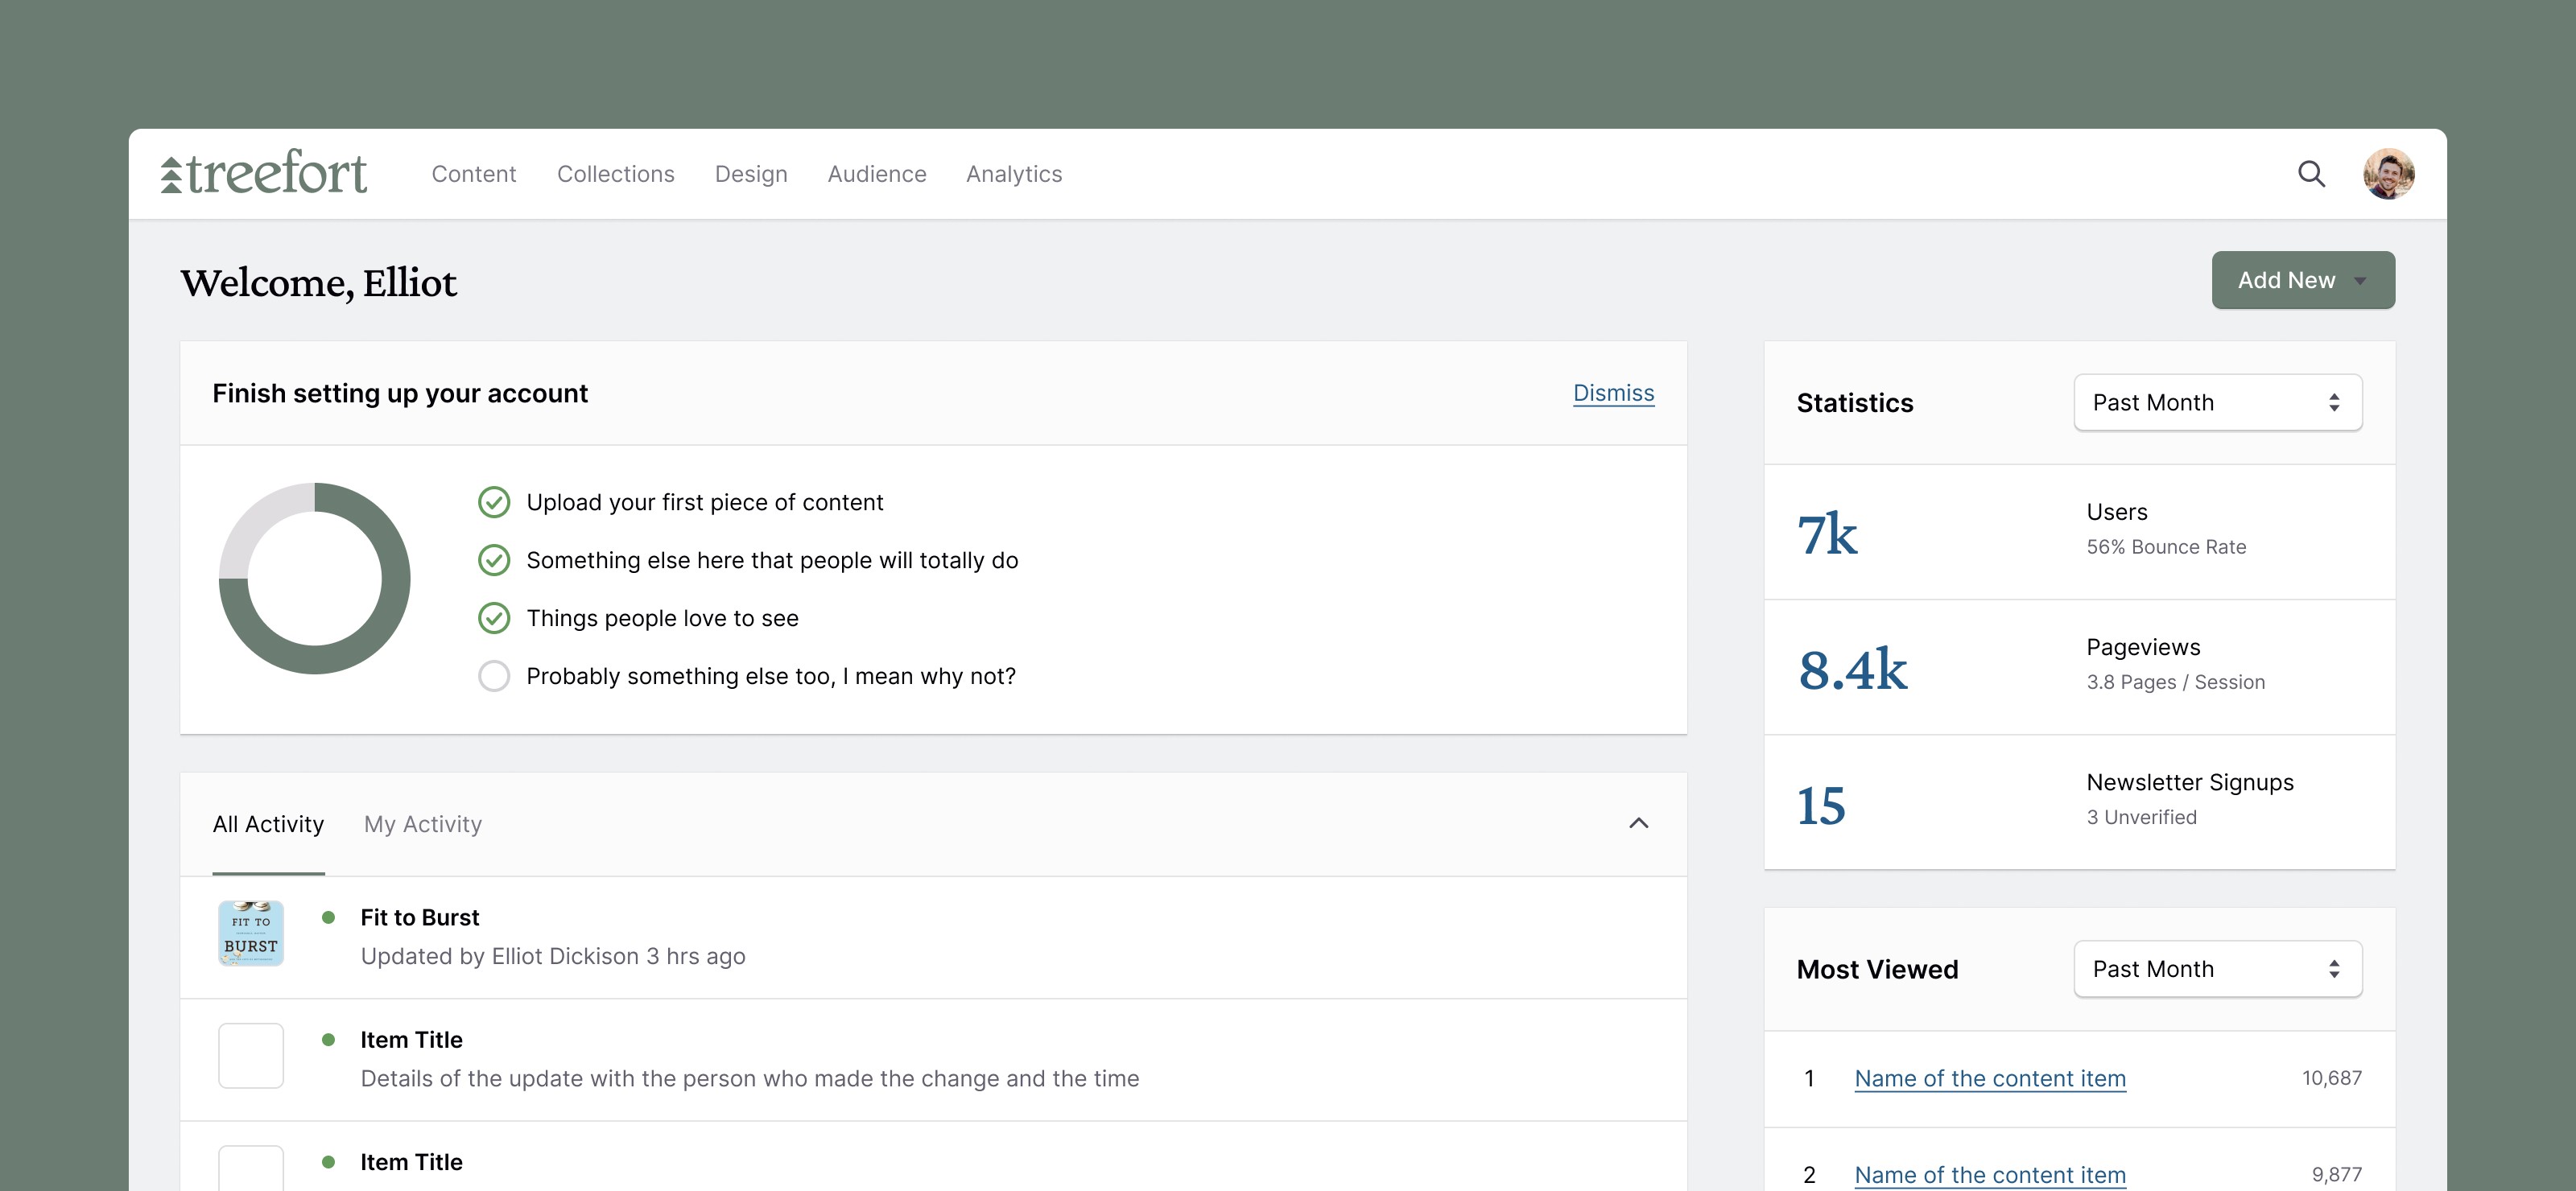 treefort
Content
Collections
Design
Audience
Analytics
Welcome, Elliot
Add New
Finish setting up your account
Dismiss
Upload your first piece of content
Something else here that people will totally do
Things people love to see
Probably something else too, I mean why not?
All Activity
My Activity
FIT TO
BURST
Fit to Burst
Updated by Elliot Dickison 3 hrs ago
Item Title
Details of the update with the person who made the change and the time
Item Title
Statistics
Past Month
7k
Users
56% Bounce Rate
8.4k
Pageviews
3.8 Pages / Session
15
Newsletter Signups
3 Unverified
Most Viewed
Past Month
1
Name of the content item
10,687
2
Name of the content item
9,877